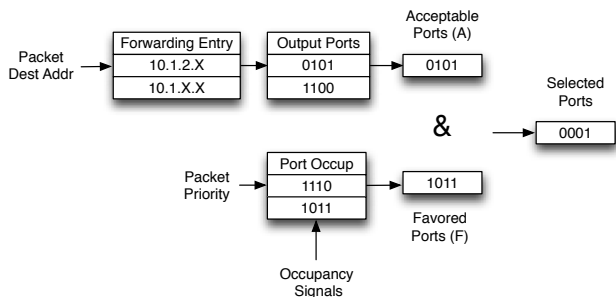 Packet
Dest Addr
Forwarding Entry
10.1.2.X
10.1.X.X
Output Ports
0101
1100
Acceptable
Ports (A)
0101
&
Selected
Ports
0001
Packet
Priority
Port Occup
1110
1011
1011
Favored
Ports (F)
Occupancy
Signals